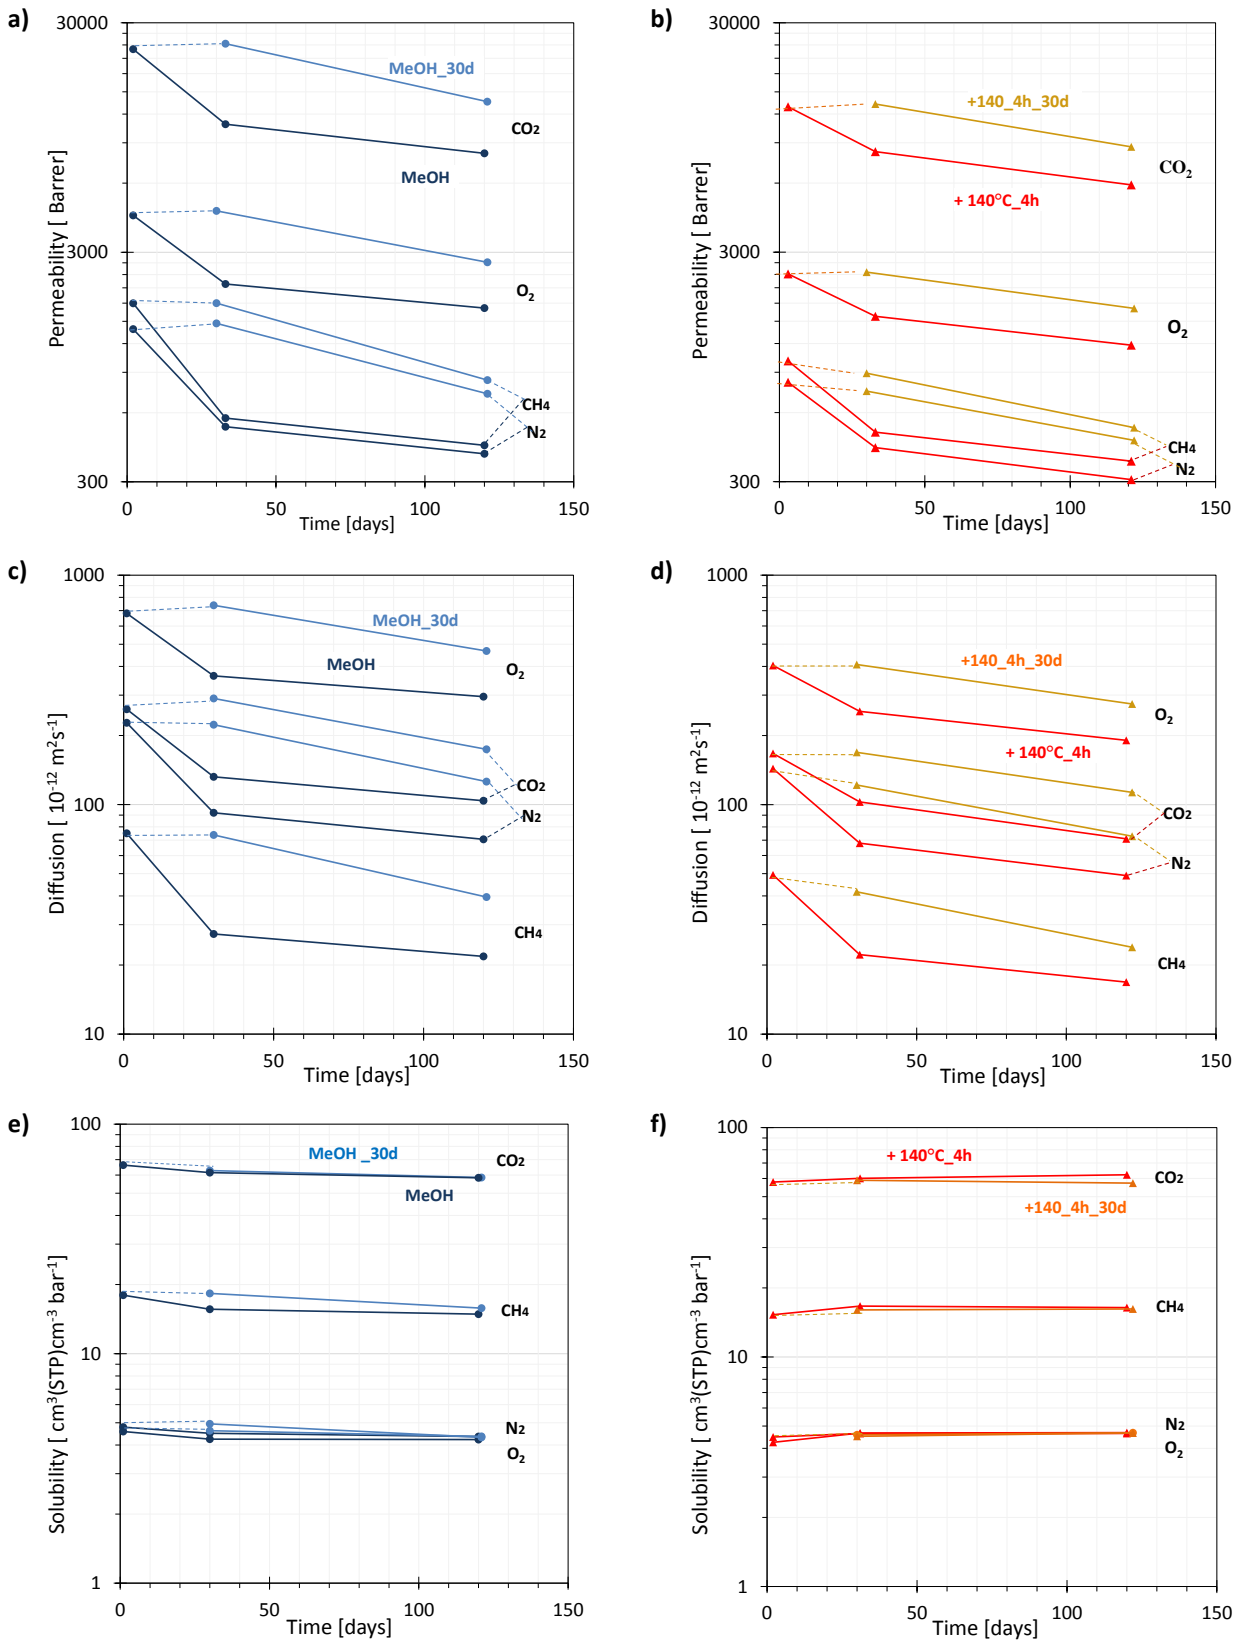 a)
30000
3000
300
0
50
100
150
Permeability [ Barrer]
Time [days]
MeOH_30d
CO2
MeOH
O2
CH4
N2
b)
30000
3000
300
0
50
100
150
Permeability [ Barrer]
Time [days]
+140_4h_30d
CO2
+ 140°C_4h
O2
CH4
N2
c)
1000
100
10
0
50
100
150
Diffusion [ 10-12 m2s-1]
Time [days]
MeOH_30d
MeOH
O2
CO2
N2
CH4
d)
1000
100
10
0
50
100
150
Diffusion [ 10-12 m2s-1]
Time [days]
+140_4h_30d
O2
+ 140°C_4h
CO2
N2
CH4
e)
100
10
1
0
50
100
150
Solubility [ cm3(STP)cm-3 bar-1]
Time [days]
MeOH _30d
CO2
MeOH
CH4
N2
O2
f)
100
10
1
0
50
100
150
Solubility [ cm3(STP)cm-3 bar-1]
Time [days]
+ 140°C_4h
CO2
+140_4h_30d
CH4
N2
O2